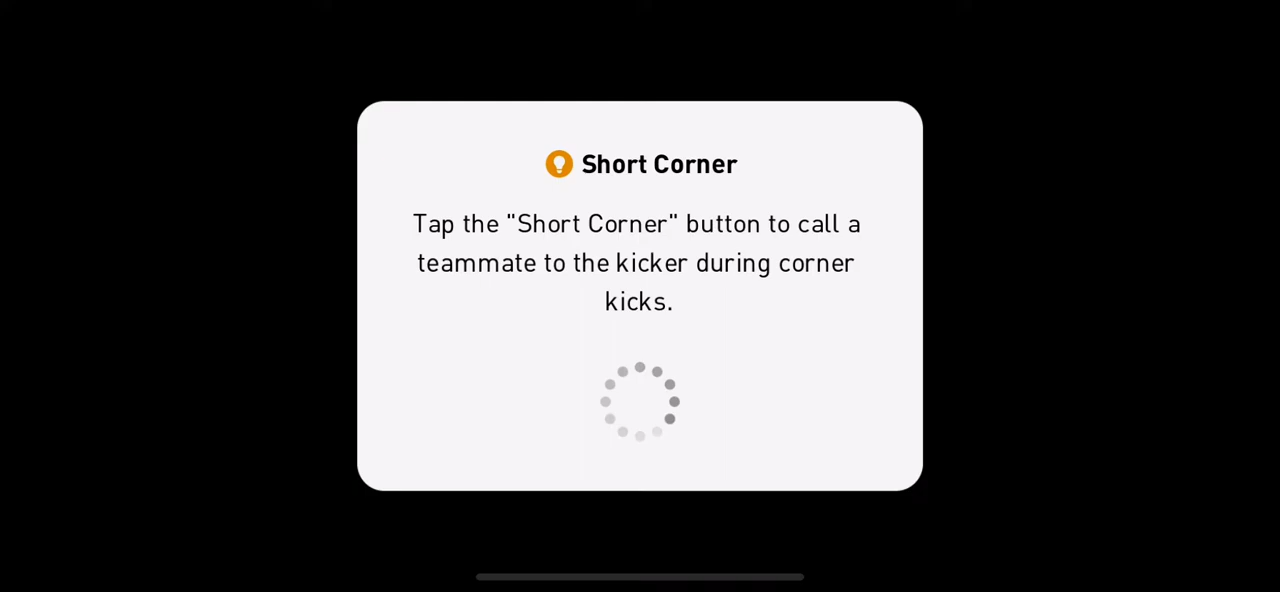 Short Corner
Tap the "Short Corner" button to call a
teammate to the kicker during corner
kicks.